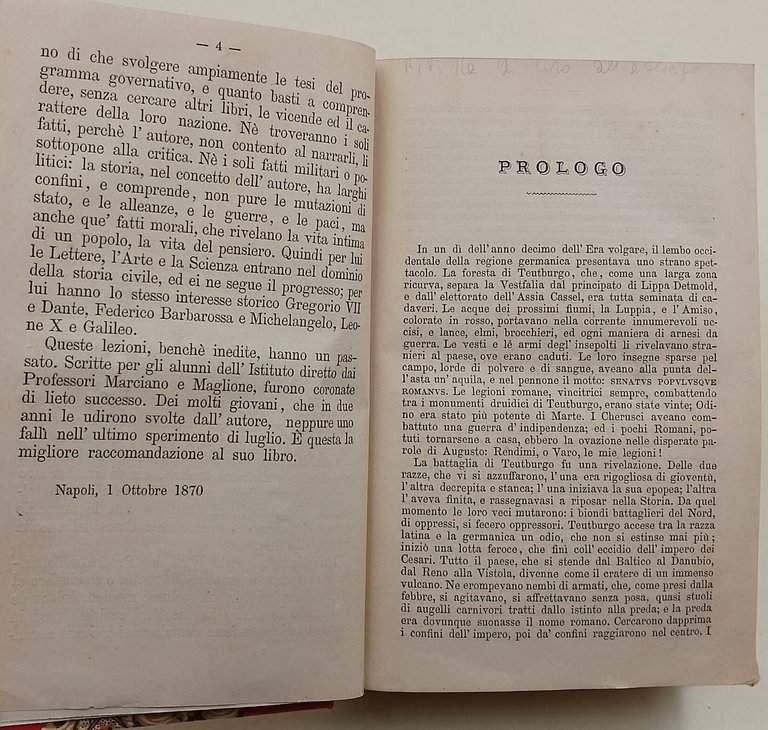 — 4 —
no di che svolgere ampiamente le tesi del pro-
gramma governativo, e quanto basti a compren-
dere, senza cercare altri libri, le vicende ed il ca-
rattere della loro nazione. Nè troveranno i soli
fatti, perchè l' autore, non contento al narrarli, li
sottopone alla critica. Nè i soli fatti militari o po-
litici: la storia, nel concetto dell' autore, ha larghi
confini, e comprende, non pure le mutazioni di
stato, e le alleanze, e le guerre, e le paci, ma
anche que' fatti morali, che rivelano la vita intima
di un popolo, la vita del pensiero. Quindi per lui
le Lettere, l'Arte e la Scienza entrano nel dominio
della storia civile, ed ei ne segue il progresso; per
lui hanno lo stesso interesse storico Gregorio VII
e Dante, Federico Barbarossa e Michelangelo, Leo-
ne X e Galileo.
Queste lezioni, benchè inedite, hanno un pas-
sato. Scritte per gli alunni dell' Istituto diretto dai
Professori Marciano e Maglione, furono coronate
di lieto successo. Dei molti giovani, che in due
anni le udirono svolte dall' autore, neppure uno
fallì nell' ultimo sperimento di luglio. È questa la
migliore raccomandazione al suo libro.
Napoli, 1 Ottobre 1870
PROLOGO
In un dì dell' anno decimo dell' Era volgare, il lembo occi-
dentale della regione germanica presentava uno strano spet-
tacolo. La foresta di Teutburgo, che, come una larga zona
ricurva, separa la Vestfalia dal principato di Lippa Detmold,
e dall' elettorato dell' Assia Cassel, era tutta seminata di ca-
daveri. Le acque dei prossimi fiumi, la Luppia, e l' Amiso,
colorate in rosso, portavano nella corrente innumerevoli uc-
cisi, e lance, elmi, brocchieri, ed ogni maniera di arnesi da
guerra. Le vesti e le armi degl' insepolti li rivelavano stra-
nieri al paese, ove erano caduti. Le loro insegne sparse pel
campo, lorde di polvere e di sangue, aveano alla punta del-
l'asta un' aquila, e nel pennone il motto: SENATVS POPVLVSQVE
ROMANVS. Le legioni romane, vincitrici sempre, combattendo
tra i monumenti druidici di Teutburgo, erano state vinte; Odi-
no era stato più potente di Marte. I Cherusci aveano com-
battuto una guerra d' indipendenza; ed i pochi Romani, po-
tuti tornarsene a casa, ebbero la ovazione nelle disperate pa-
role di Augusto: Rendimi, o Varo, le mie legioni!
La battaglia di Teutburgo fu una rivelazione. Delle due
razze, che vi si azzuffarono, l' una era rigogliosa di gioventù,
l' altra decrepita e stanca; l' una iniziava la sua epopea; l'altra
l' aveva finita, e rassegnavasi a riposar nella Storia. Da quel
momento le loro veci mutarono: i biondi battaglieri del Nord,
di oppressi, si fecero oppressori. Teutburgo accese tra la razza
latina e la germanica un odio, che non si estinse mai più;
iniziò una lotta feroce, che finì coll' eccidio dell' impero dei
Cesari. Tutto il paese, che si stende dal Baltico al Danubio,
dal Reno alla Vistola, divenne come il cratere di un immenso
vulcano. Ne erompevano nembi di armati, che, come presi dalla
febbre, si agitavano, si affrettavano senza posa, quasi stuoli
di augelli carnivori tratti dallo istinto alla preda; e la preda
era dovunque suonasse il nome romano. Cercarono dapprima
i confini dell' impero, poi da' confini raggiarono nel centro. I